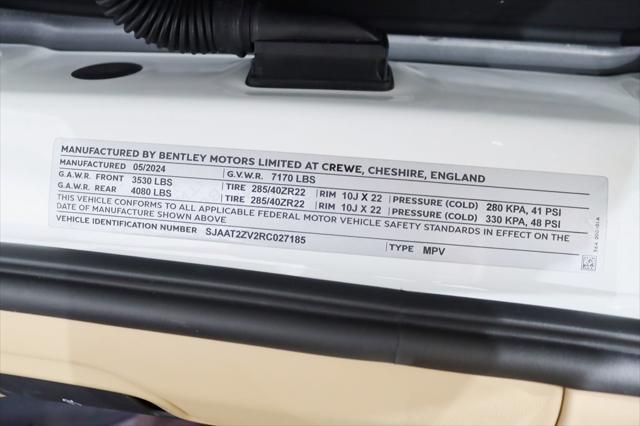 MANUFACTURED BY BENTLEY MOTORS LIMITED AT CREWE, CHESHIRE, ENGLAND
MANUFACTURED 05/2024 G.V.W.R. 7170 LBS
G.A.W.R. FRONT 3530 LBS TIRE 285/40ZR22 RIM 10J X 22 PRESSURE (COLD) 280 KPA, 41 PSI
G.A.W.R. REAR 4080 LBS TIRE 285/40ZR22 RIM 10J X 22 PRESSURE (COLD) 330 KPA, 48 PSI
THIS VEHICLE CONFORMS TO ALL APPLICABLE FEDERAL MOTOR VEHICLE SAFETY STANDARDS IN EFFECT ON THE
DATE OF MANUFACTURE SHOWN ABOVE.
VEHICLE IDENTIFICATION NUMBER SJAAT2ZV2RC027185 TYPE MPV